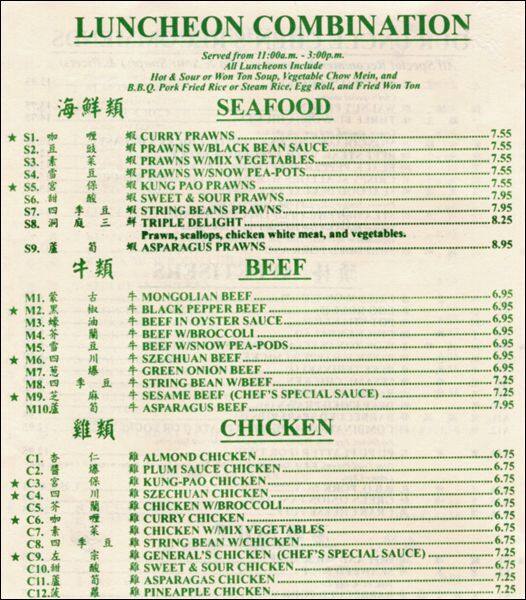 LUNCHEON COMBINATION
Served from 11:00a.m. - 3:00p.m.
All Luncheons Include
Hot & Sour or Won Ton Soup, Vegetable Chow Mein, and
B.B.Q. Pork Fried Rice or Steam Rice, Egg Roll, and Fried Won Ton
海鮮類 SEAFOOD
★ S1. 咖喱蝦 CURRY PRAWNS 7.55
S2. 豆豉蝦 PRAWNS W/BLACK BEAN SAUCE 7.55
S3. 素菜蝦 PRAWNS W/MIX VEGETABLES 7.55
S4. 雪豆蝦 PRAWNS W/SNOW PEA-POTS 7.55
★ S5. 宮保蝦 KUNG PAO PRAWNS 7.55
S6. 甜酸蝦 SWEET & SOUR PRAWNS 7.95
S7. 四季豆蝦 STRING BEANS PRAWNS 7.95
S8. 洞庭三鮮 TRIPLE DELIGHT 8.25
Prawn, scallops, chicken white meat, and vegetables.
S9. 蘆筍蝦 ASPARAGUS PRAWNS 8.95
牛類 BEEF
M1. 蒙古牛 MONGOLIAN BEEF 6.95
★ M2. 黑椒牛 BLACK PEPPER BEEF 6.95
M3. 蠔油牛 BEEF IN OYSTER SAUCE 6.95
M4. 芥蘭牛 BEEF W/BROCCOLI 6.95
M5. 雪豆牛 BEEF W/SNOW PEA-PODS 6.95
★ M6. 四川牛 SZECHUAN BEEF 6.95
M7. 蔥爆牛 GREEN ONION BEEF 6.95
M8. 四季豆牛 STRING BEAN W/BEEF 7.25
★ M9. 芝麻牛 SESAME BEEF (CHEF'S SPECIAL SAUCE) 7.25
M10. 蘆筍牛 ASPARAGUS BEEF 7.95
雞類 CHICKEN
C1. 杏仁雞 ALMOND CHICKEN 6.75
C2. 醬爆雞 PLUM SAUCE CHICKEN 6.75
★ C3. 宮保雞 KUNG-PAO CHICKEN 6.75
★ C4. 四川雞 SZECHUAN CHICKEN 6.75
C5. 芥蘭雞 CHICKEN W/BROCCOLI 6.75
★ C6. 咖喱雞 CURRY CHICKEN 6.75
C7. 素菜雞 CHICKEN W/MIX VEGETABLES 6.75
C8. 四季豆雞 STRING BEAN W/CHICKEN 6.75
★ C9. 左宗雞 GENERAL'S CHICKEN (CHEF'S SPECIAL SAUCE) 7.25
C10. 甜酸雞 SWEET & SOUR CHICKEN 6.75
C11. 蘆筍雞 ASPARAGAS CHICKEN 7.25
C12. 菠蘿雞 PINEAPPLE CHICKEN 7.25